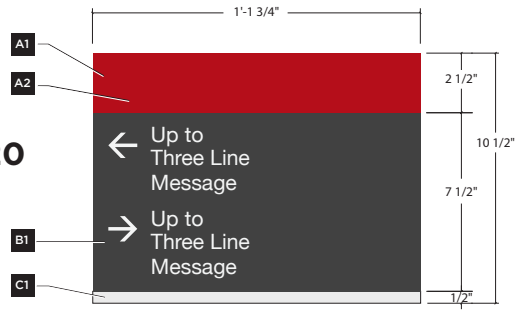 1'-1 3/4"
A1
A2
2 1/2"
10 1/2"
20
Up to
Three Line
Message
7 1/2"
Up to
Three Line
Message
B1
C1
1/2"